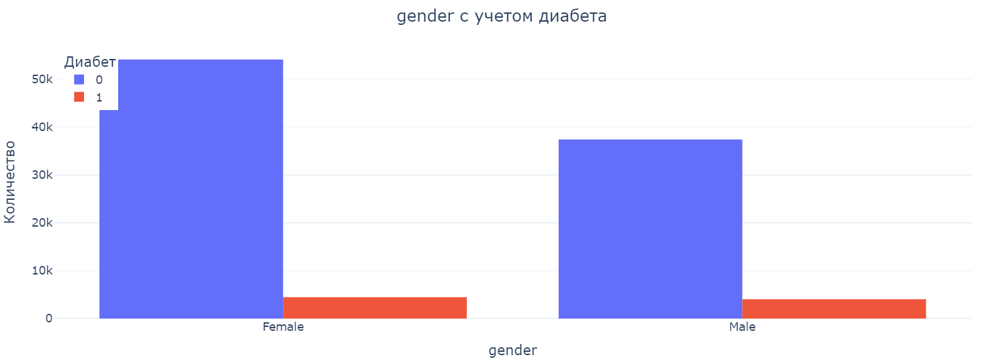 gender с учетом диабета
Диабет
0
1
50k
40k
30k
20k
10k
0
Количество
Female
Male
gender